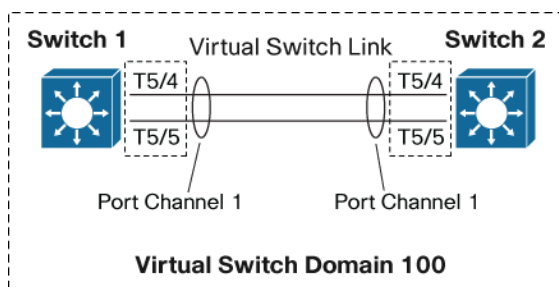 Switch 1
Virtual Switch Link
Switch 2
T5/4
T5/4
T5/5
T5/5
Port Channel 1
Port Channel 1
Virtual Switch Domain 100